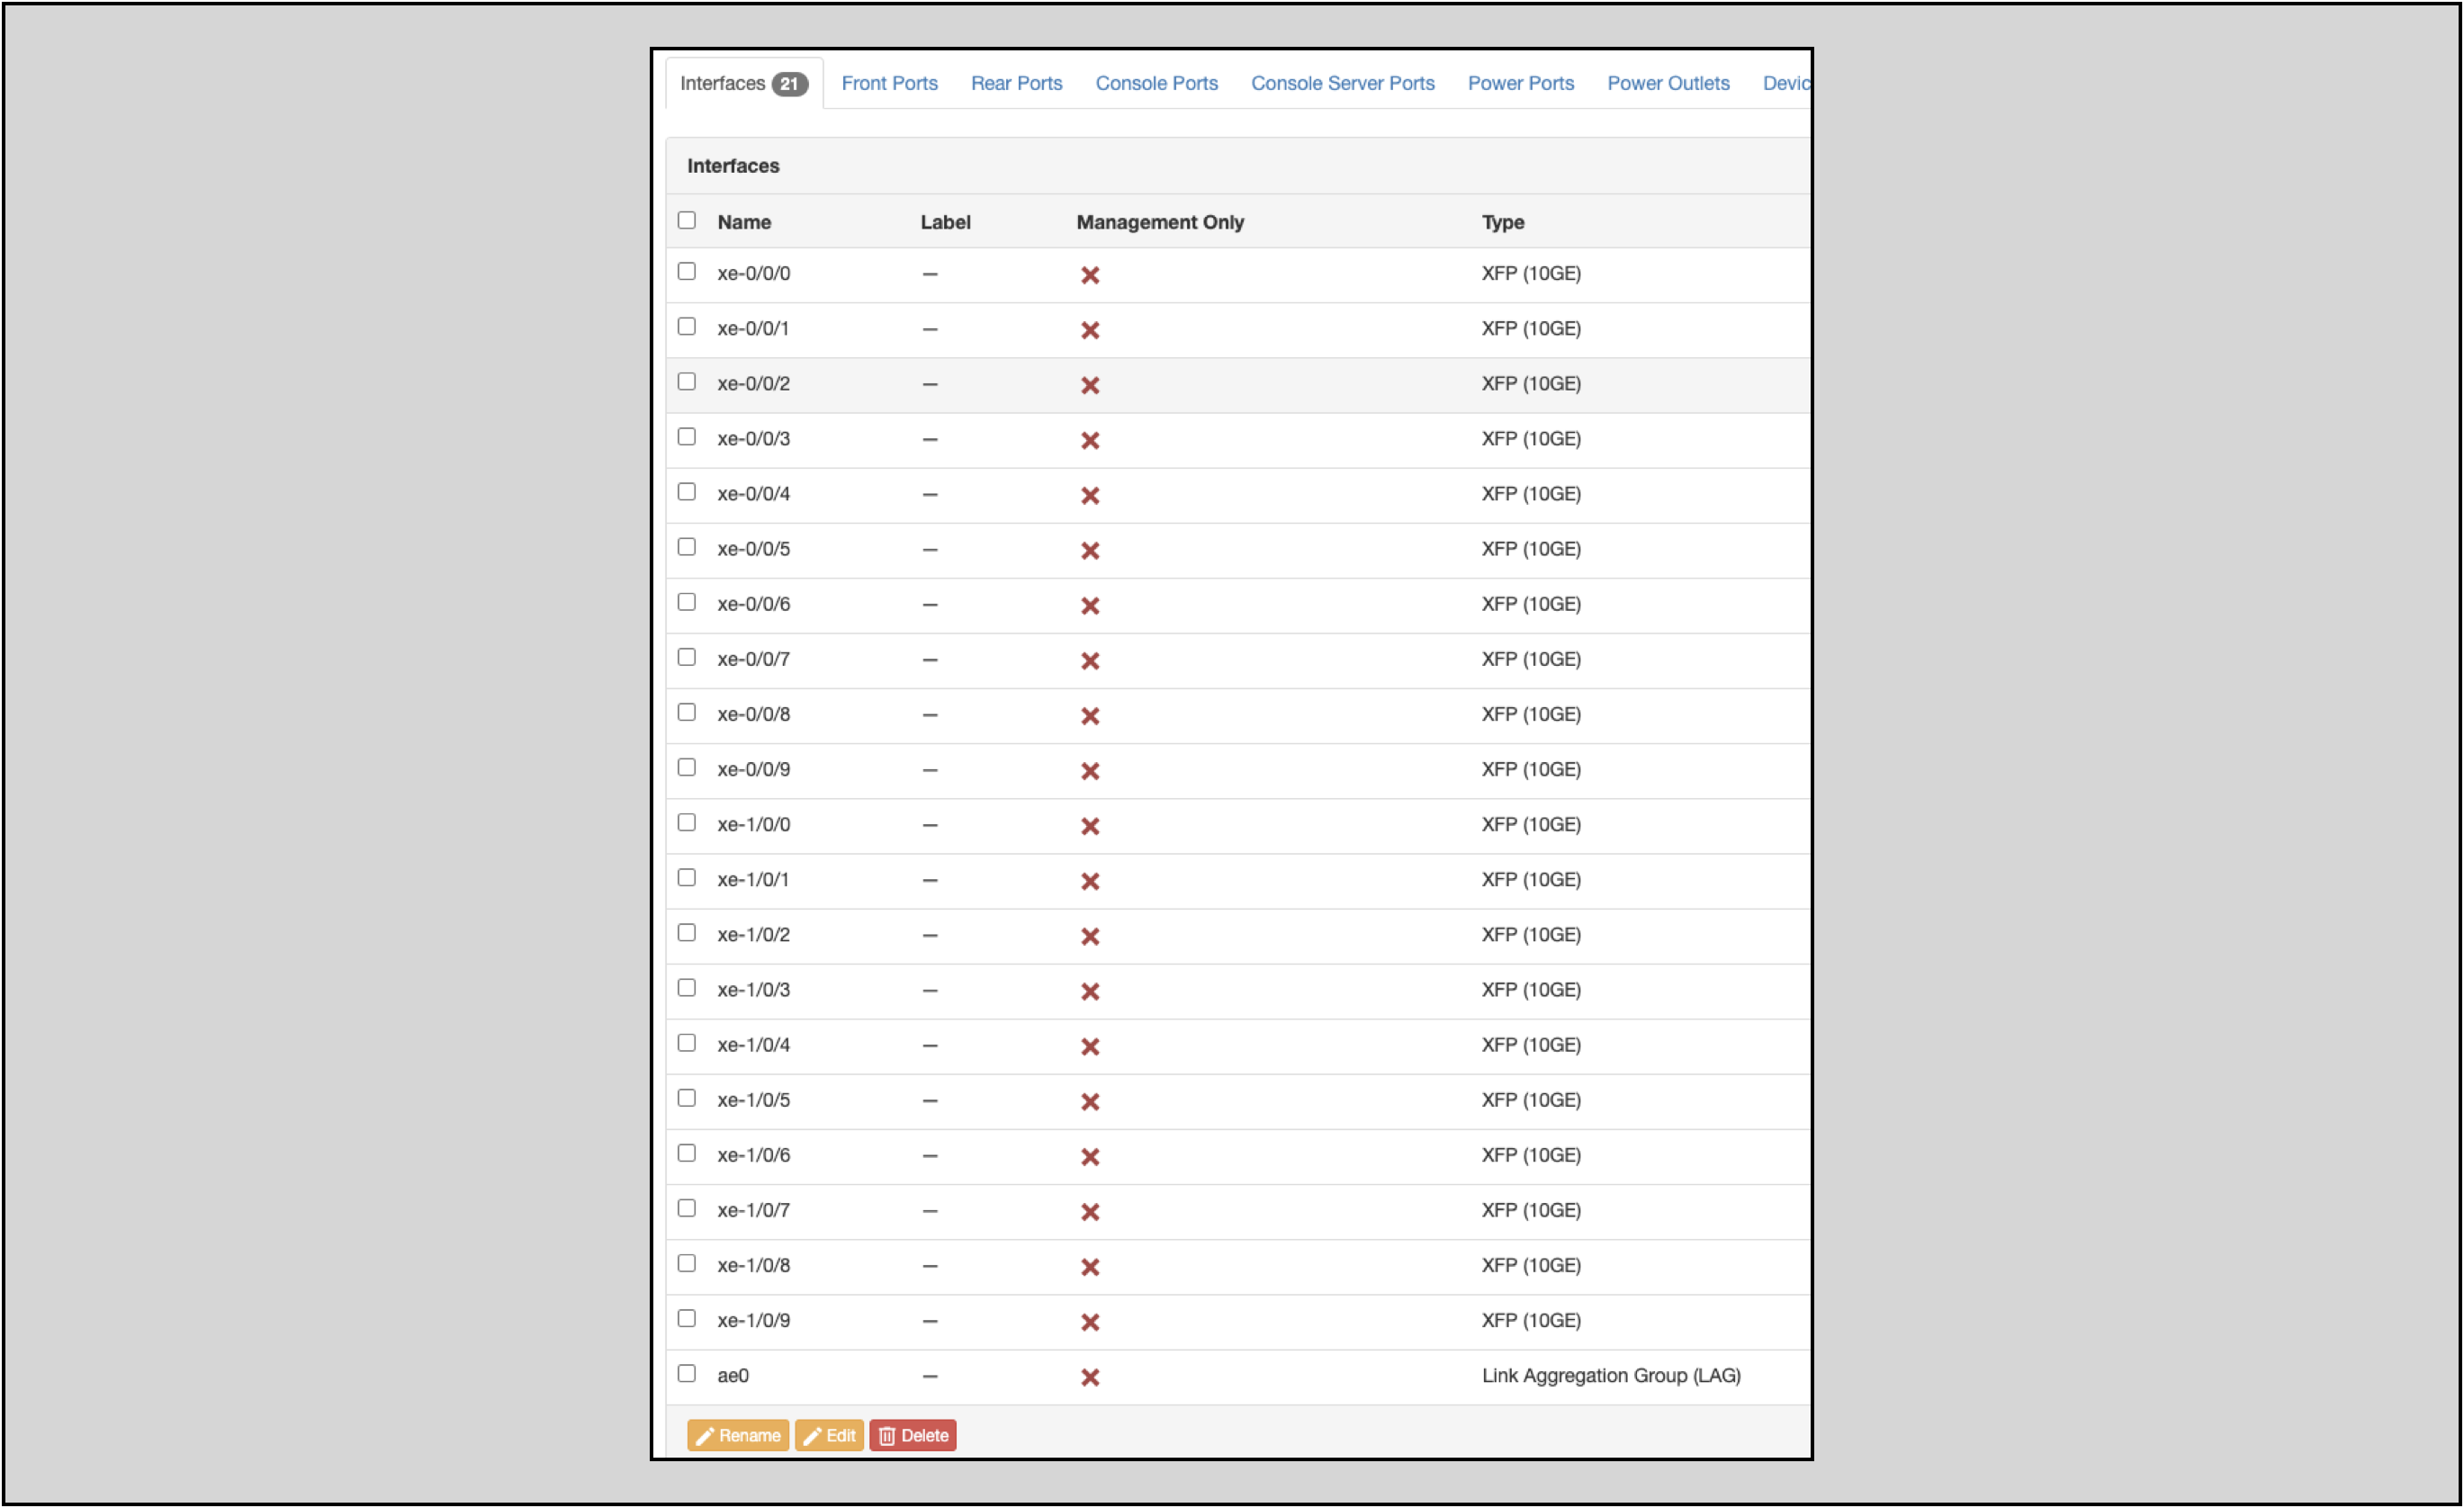 Interfaces 21 Front Ports Rear Ports Console Ports Console Server Ports Power Ports Power Outlets Devic
Interfaces
Name Label Management Only Type
xe-0/0/0 — XFP (10GE)
xe-0/0/1 — XFP (10GE)
xe-0/0/2 — XFP (10GE)
xe-0/0/3 — XFP (10GE)
xe-0/0/4 — XFP (10GE)
xe-0/0/5 — XFP (10GE)
xe-0/0/6 — XFP (10GE)
xe-0/0/7 — XFP (10GE)
xe-0/0/8 — XFP (10GE)
xe-0/0/9 — XFP (10GE)
xe-1/0/0 — XFP (10GE)
xe-1/0/1 — XFP (10GE)
xe-1/0/2 — XFP (10GE)
xe-1/0/3 — XFP (10GE)
xe-1/0/4 — XFP (10GE)
xe-1/0/5 — XFP (10GE)
xe-1/0/6 — XFP (10GE)
xe-1/0/7 — XFP (10GE)
xe-1/0/8 — XFP (10GE)
xe-1/0/9 — XFP (10GE)
ae0 — Link Aggregation Group (LAG)
Rename Edit Delete